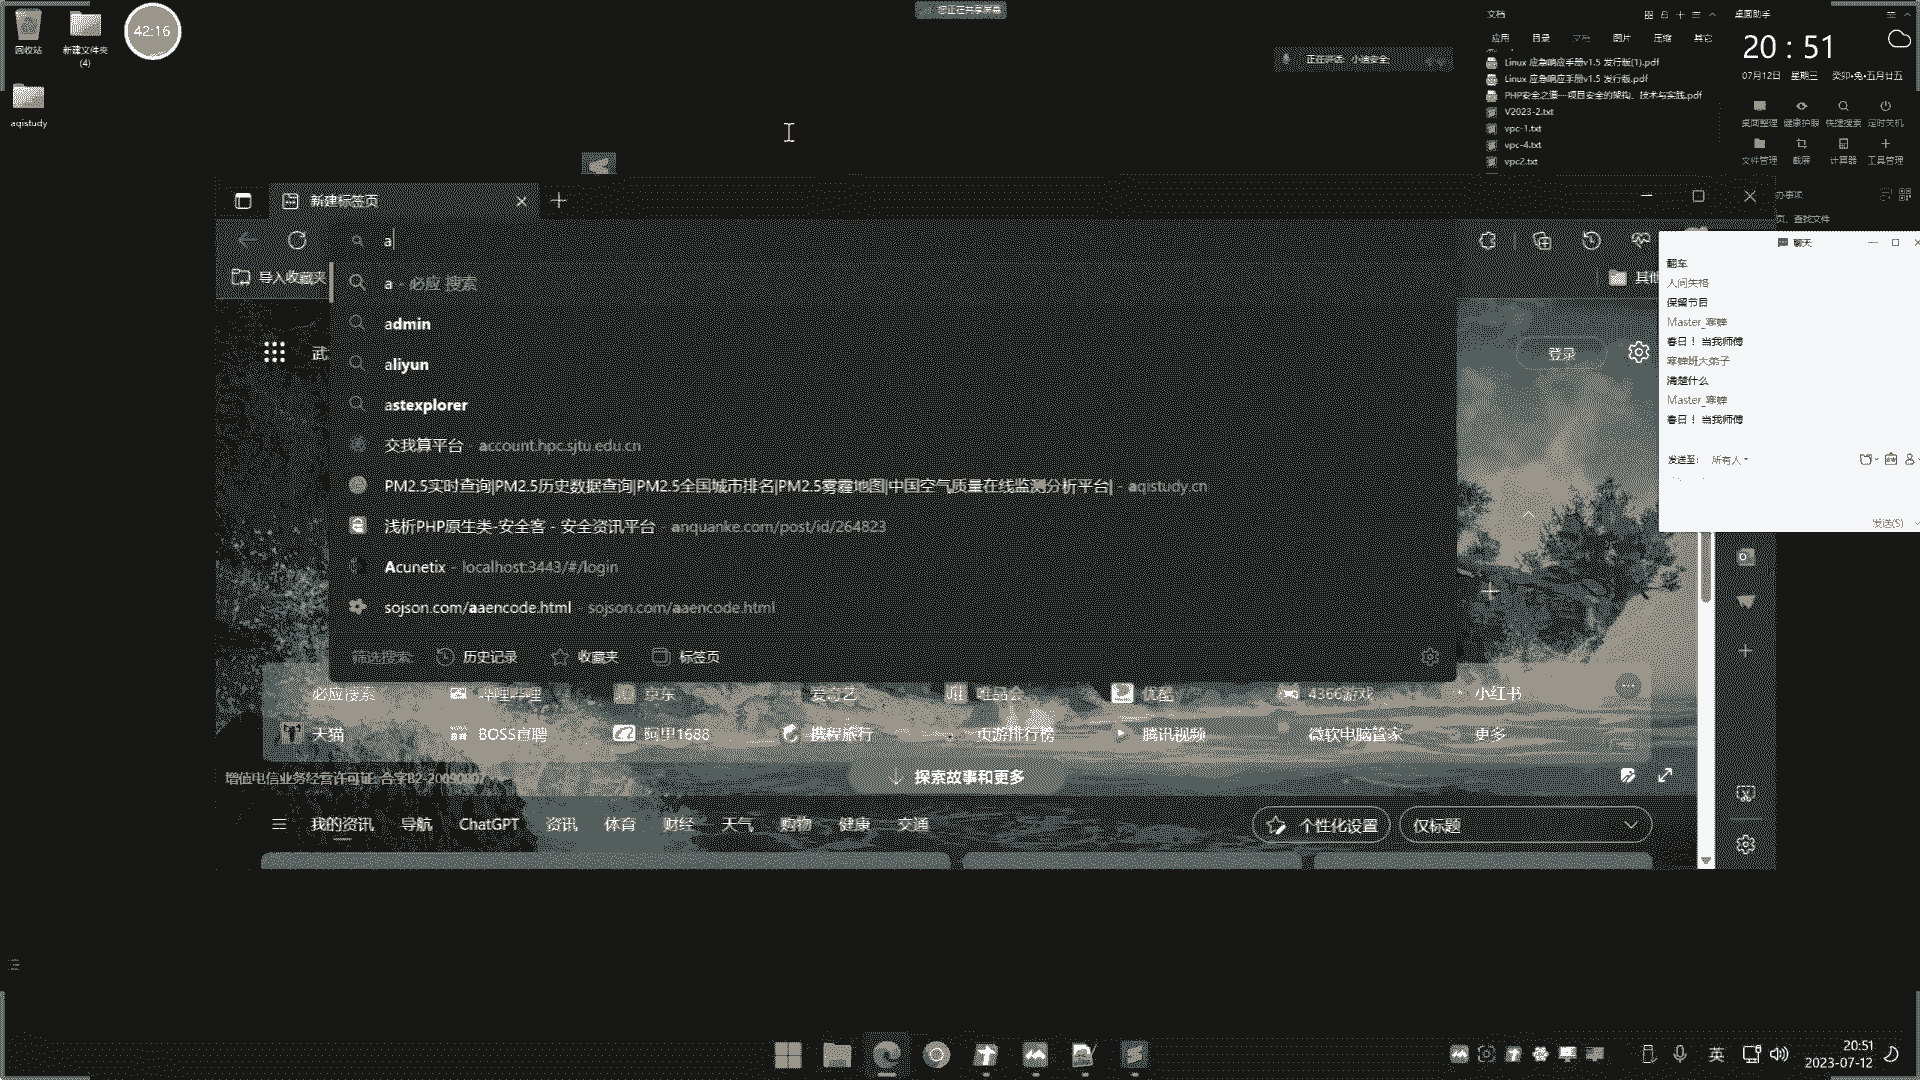 您正在共享屏幕
回收站
新建文件夹
(4)
42:16
aqistudy
正在讲话: 小迪安全;
文档
应用 目录 文档 图片 压缩 其它
Linux 应急响应手册v1.5 发行版(1).pdf
Linux 应急响应手册v1.5 发行版.pdf
PHP安全之道—项目安全的架构、技术与实践.pdf
V2023-2.txt
vpc-1.txt
vpc-4.txt
vpc2.txt
桌面助手
20 : 51
07月12日 星期三 癸卯•兔•五月廿五
桌面整理 健康护眼 快捷搜索 定时关机
文件管理 截屏 计算器 工具管理
办事项
页、查找文件
新建标签页
a
导入收藏夹
其他
武
登录
a - 必应 搜索
admin
aliyun
astexplorer
交我算平台 - account.hpc.sjtu.edu.cn
PM2.5实时查询|PM2.5历史数据查询|PM2.5全国城市排名|PM2.5雾霾地图|中国空气质量在线监测分析平台| - aqistudy.cn
浅析PHP原生类-安全客 - 安全资讯平台 - anquanke.com/post/id/264823
Acunetix - localhost:3443/#/login
sojson.com/aaencode.html - sojson.com/aaencode.html
筛选搜索: 历史记录 收藏夹 标签页
必应搜索 哔哩哔哩 京东 爱奇艺 唯品会 优酷 4366游戏 小红书
天猫 BOSS直聘 阿里1688 携程旅行 页游排行榜 腾讯视频 微软电脑管家 更多
增值电信业务经营许可证: 合字B2-20090007
探索故事和更多
我的资讯 导航 ChatGPT 资讯 体育 财经 天气 购物 健康 交通
个性化设置
仅标题
聊天
翻车
人间失格
保留节目
Master_寒蝉
春日！ 当我师傅
寒蝉班大弟子
清楚什么
Master_寒蝉
春日！ 当我师傅
发送至: 所有人
发送(S)
英
20:51
2023-07-12